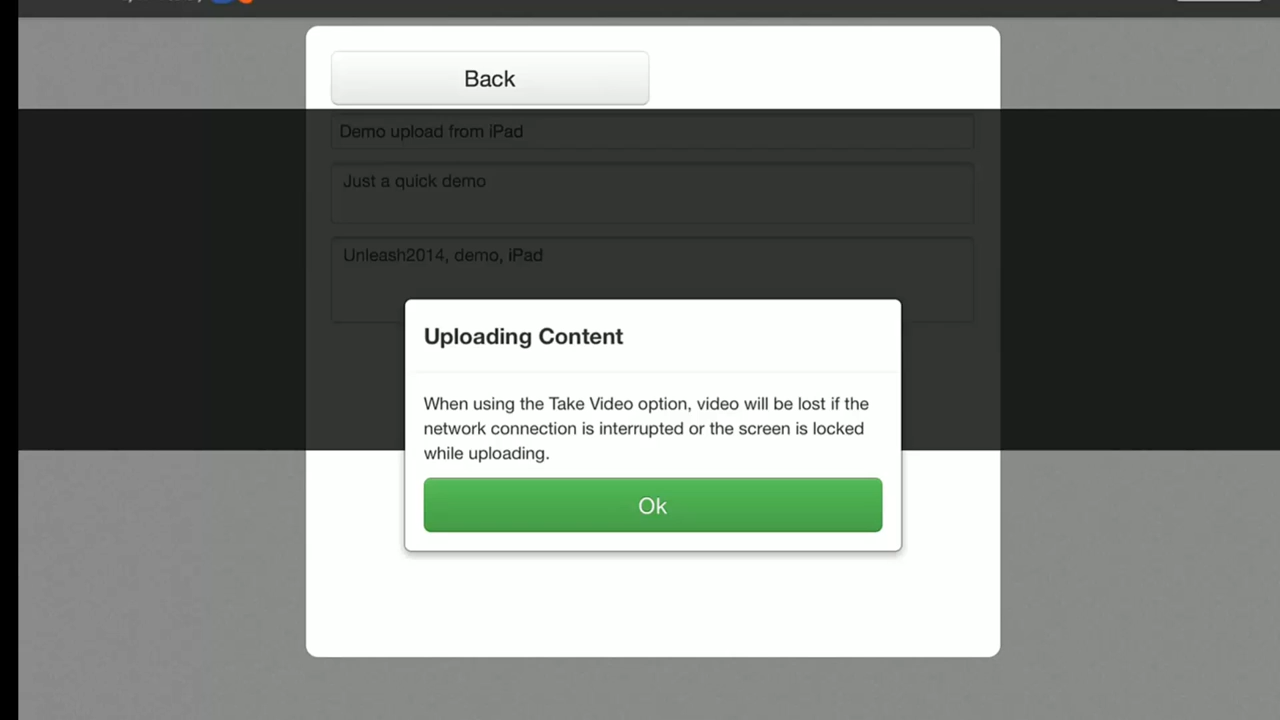 Back
Demo upload from iPad
Just a quick demo
Unleash2014, demo, iPad
Uploading Content
When using the Take Video option, video will be lost if the
network connection is interrupted or the screen is locked
while uploading.
Ok